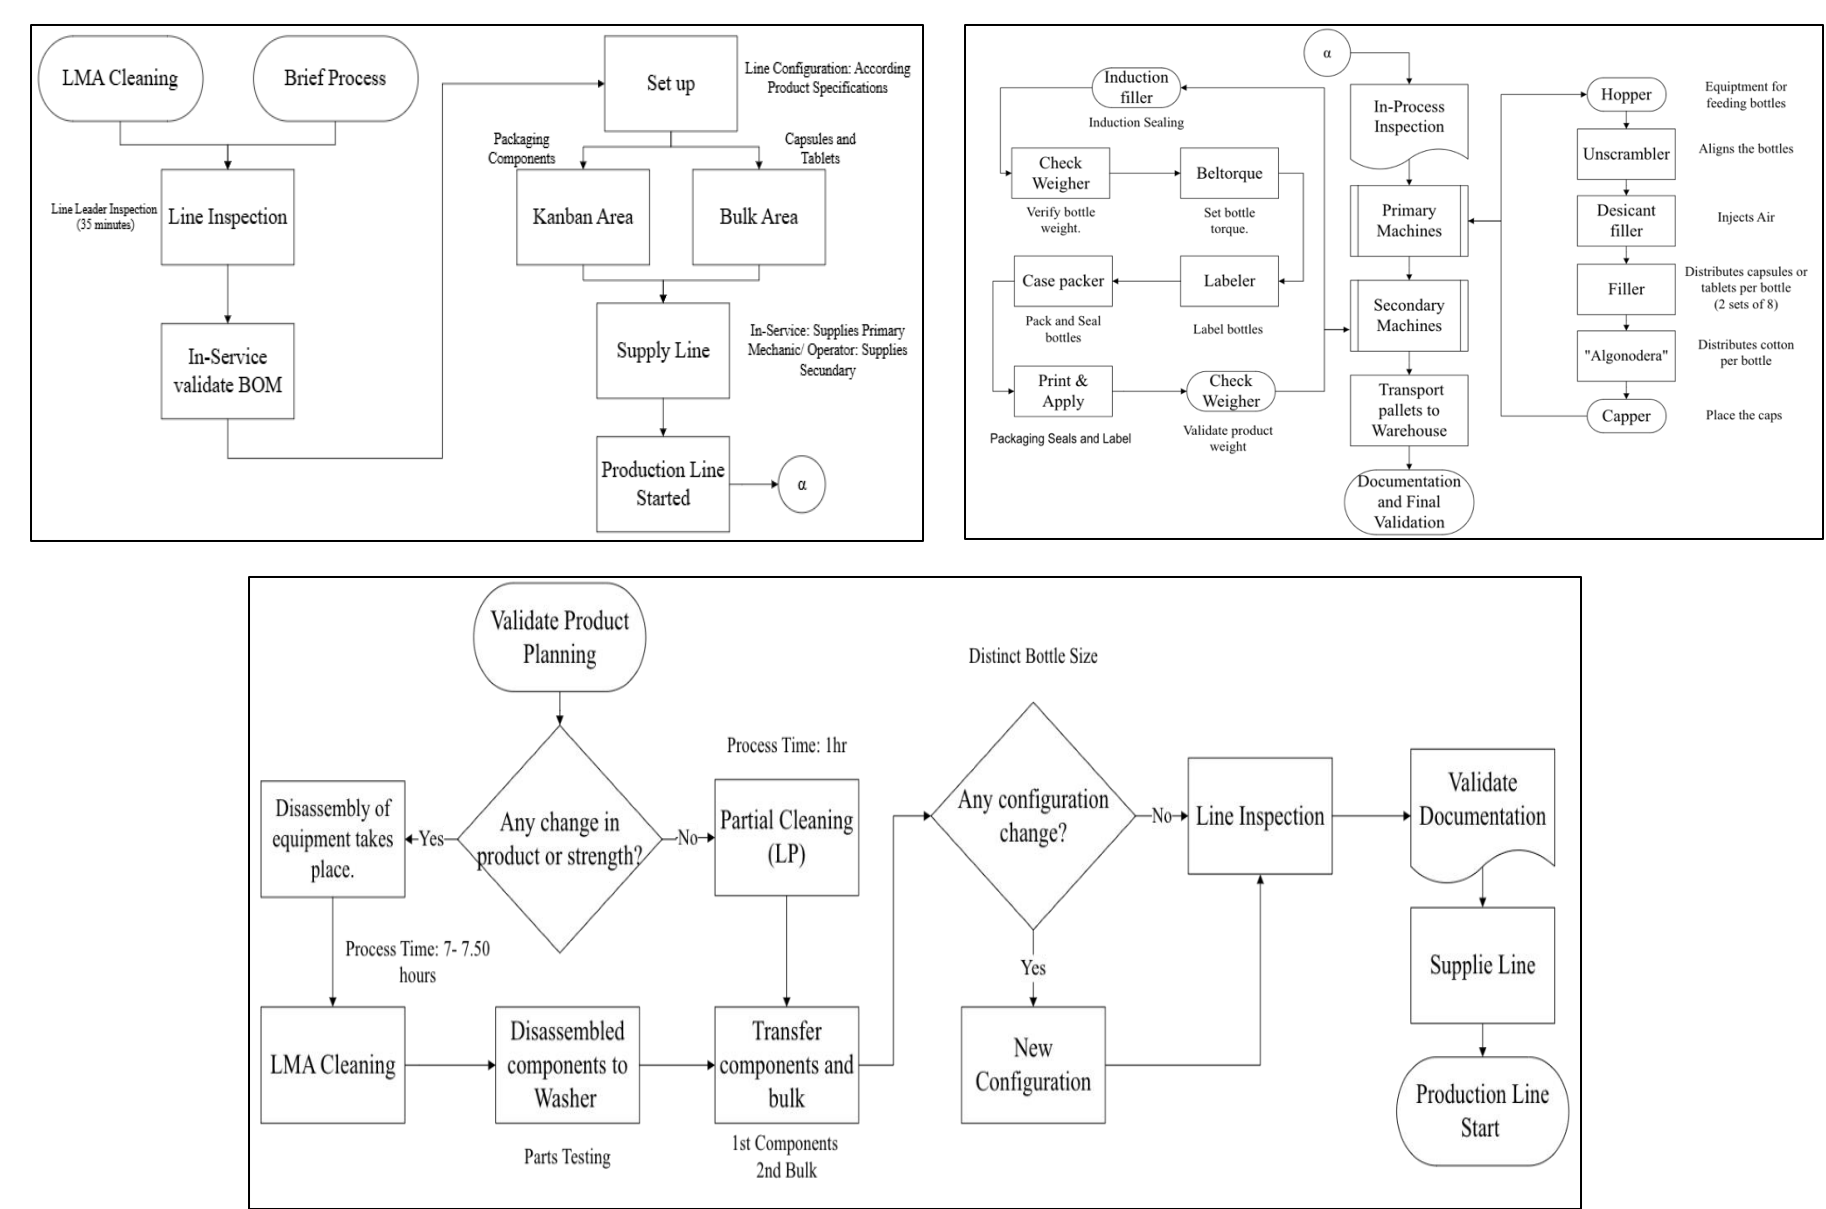 LMA Cleaning
Brief Process
Line Leader Inspection
(35 minutes)
Line Inspection
In-Service
validate BOM
Set up
Line Configuration: According
Product Specifications
Packaging
Components
Capsules and
Tablets
Kanban Area
Bulk Area
Supply Line
In-Service: Supplies Primary
Mechanic/ Operator: Supplies
Secundary
Production Line
Started
α
α
In-Process
Inspection
Primary
Machines
Secondary
Machines
Transport
pallets to
Warehouse
Documentation
and Final
Validation
Induction
filler
Induction Sealing
Check
Weigher
Verify bottle
weight.
Beltorque
Set bottle
torque.
Case packer
Pack and Seal
bottles
Labeler
Label bottles
Print &
Apply
Packaging Seals and Label
Check
Weigher
Validate product
weight
Hopper
Equiptment for
feeding bottles
Unscrambler
Aligns the bottles
Desicant
filler
Injects Air
Filler
Distributes capsules or
tablets per bottle
(2 sets of 8)
"Algonodera"
Distributes cotton
per bottle
Capper
Place the caps
Validate Product
Planning
Any change in
product or strength?
Yes
No
Disassembly of
equipment takes
place.
Process Time: 7- 7.50
hours
LMA Cleaning
Disassembled
components to
Washer
Parts Testing
Process Time: 1hr
Partial Cleaning
(LP)
Transfer
components and
bulk
1st Components
2nd Bulk
Distinct Bottle Size
Any configuration
change?
No
Yes
New
Configuration
Line Inspection
Validate
Documentation
Supplie Line
Production Line
Start